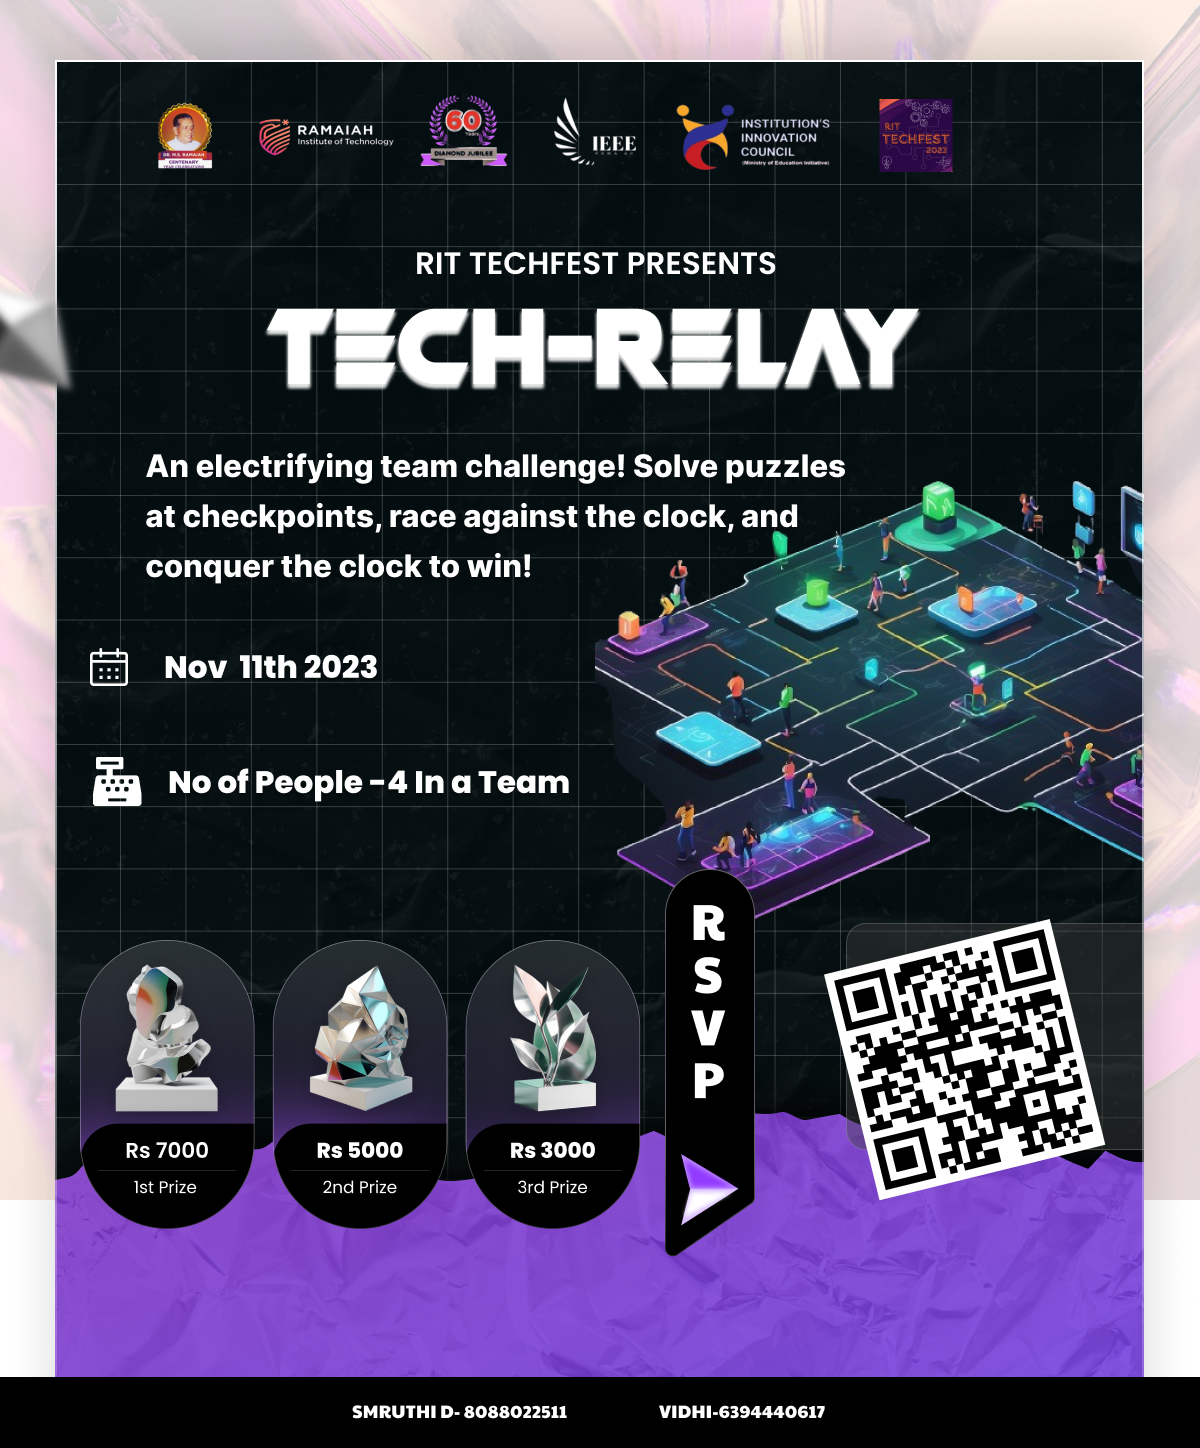 DR. M.S. RAMAIAH
CENTENARY
YEAR CELEBRATIONS
RAMAIAH
Institute of Technology
60
Years
DIAMOND JUBILEE
IEEE
INSTITUTION'S
INNOVATION
COUNCIL
(Ministry of Education Initiative)
RIT
TECHFEST
2023
RIT TECHFEST PRESENTS
TECH-RELAY
An electrifying team challenge! Solve puzzles
at checkpoints, race against the clock, and
conquer the clock to win!
Nov 11th 2023
No of People -4 In a Team
R
S
V
P
Rs 7000
1st Prize
Rs 5000
2nd Prize
Rs 3000
3rd Prize
SMRUTHI D- 8088022511
VIDHI-6394440617